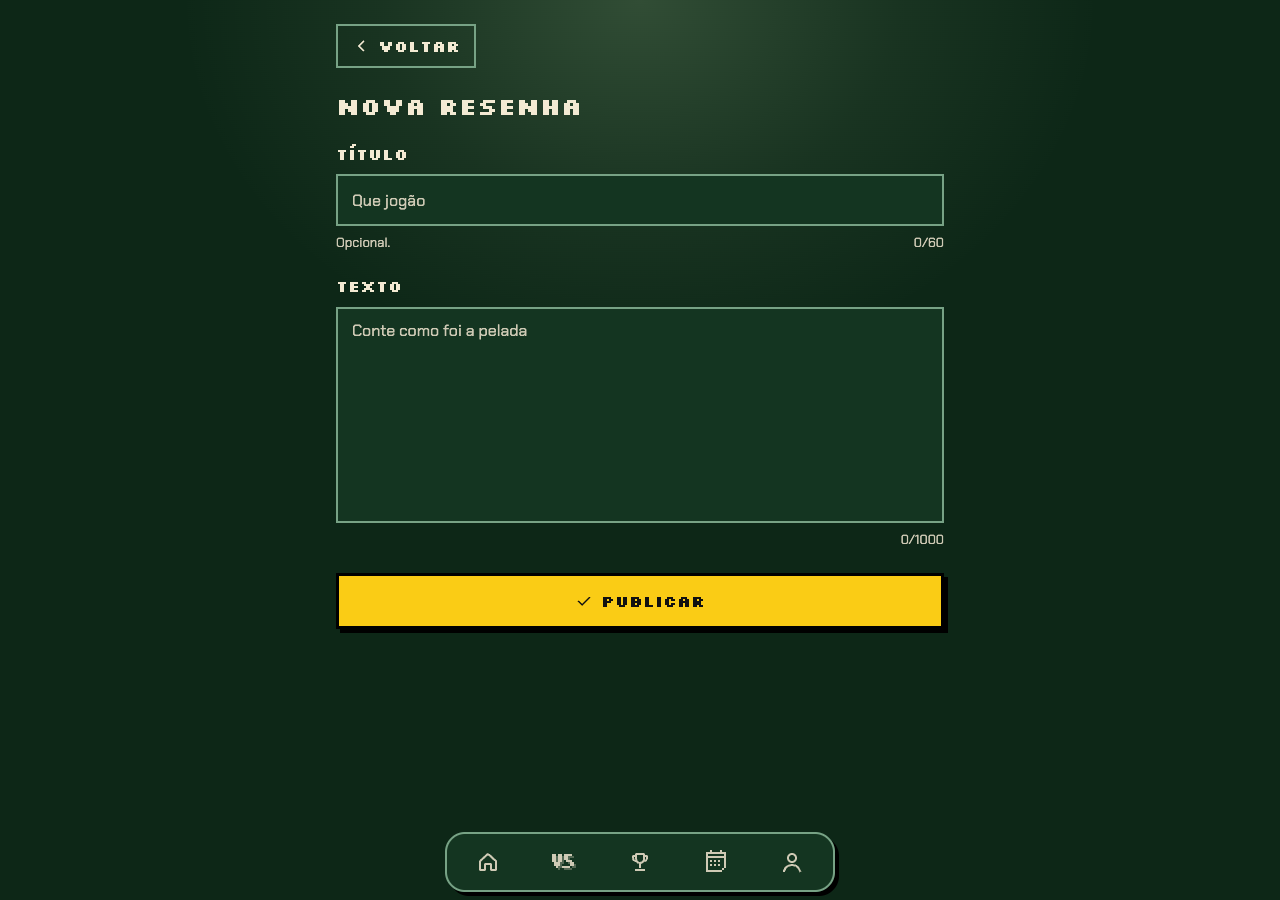 VOLTAR
NOVA RESENHA
TÍTULO
Que jogão
Opcional. 0/60
TEXTO
Conte como foi a pelada
0/1000
PUBLICAR
VS